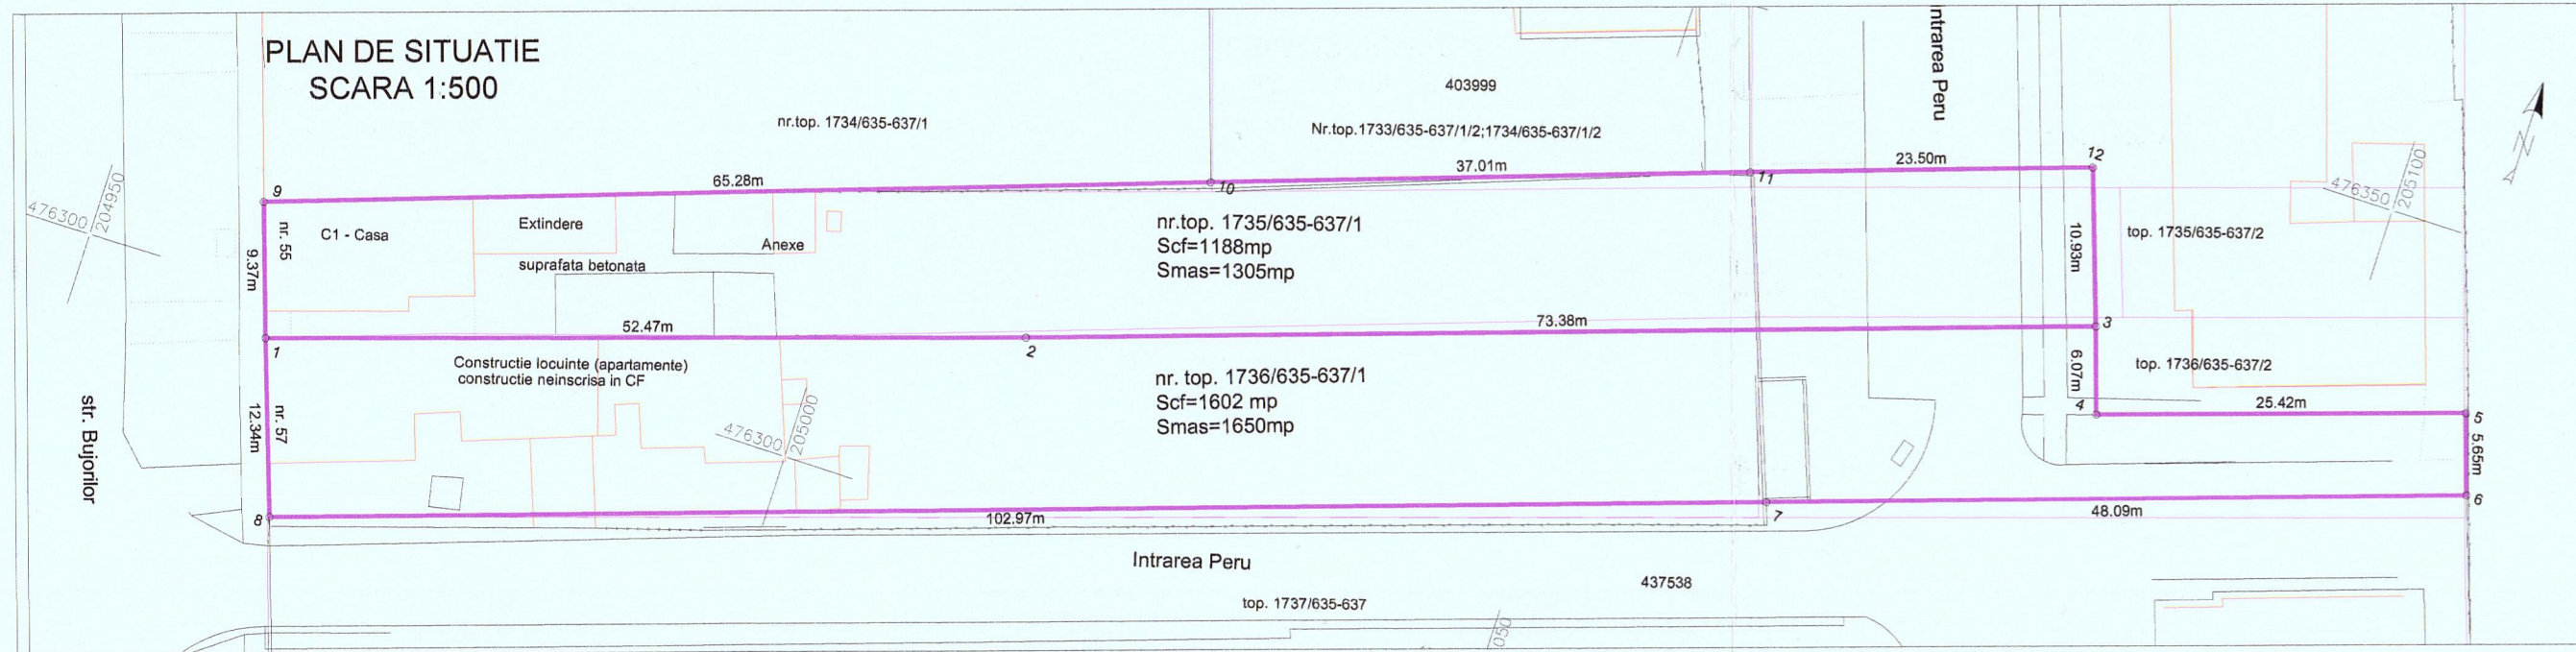 PLAN DE SITUATIE
SCARA 1:500
nr.top. 1734/635-637/1
403999
Nr.top.1733/635-637/1/2;1734/635-637/1/2
Intrarea Peru
9
65.28m
10
37.01m
11
23.50m
12
N
476300
204950
nr. 55
9.37m
C1 - Casa
Extindere
Anexe
suprafata betonata
nr.top. 1735/635-637/1
Scf=1188mp
Smas=1305mp
10.93m
top. 1735/635-637/2
476350
205100
1
52.47m
2
73.38m
3
Constructie locuinte (apartamente)
constructie neinscrisa in CF
nr. top. 1736/635-637/1
Scf=1602 mp
Smas=1650mp
6.07m
top. 1736/635-637/2
4
25.42m
5
5.65m
6
str. Bujorilor
nr. 57
12.34m
476300
205000
8
102.97m
7
48.09m
Intrarea Peru
437538
top. 1737/635-637
050